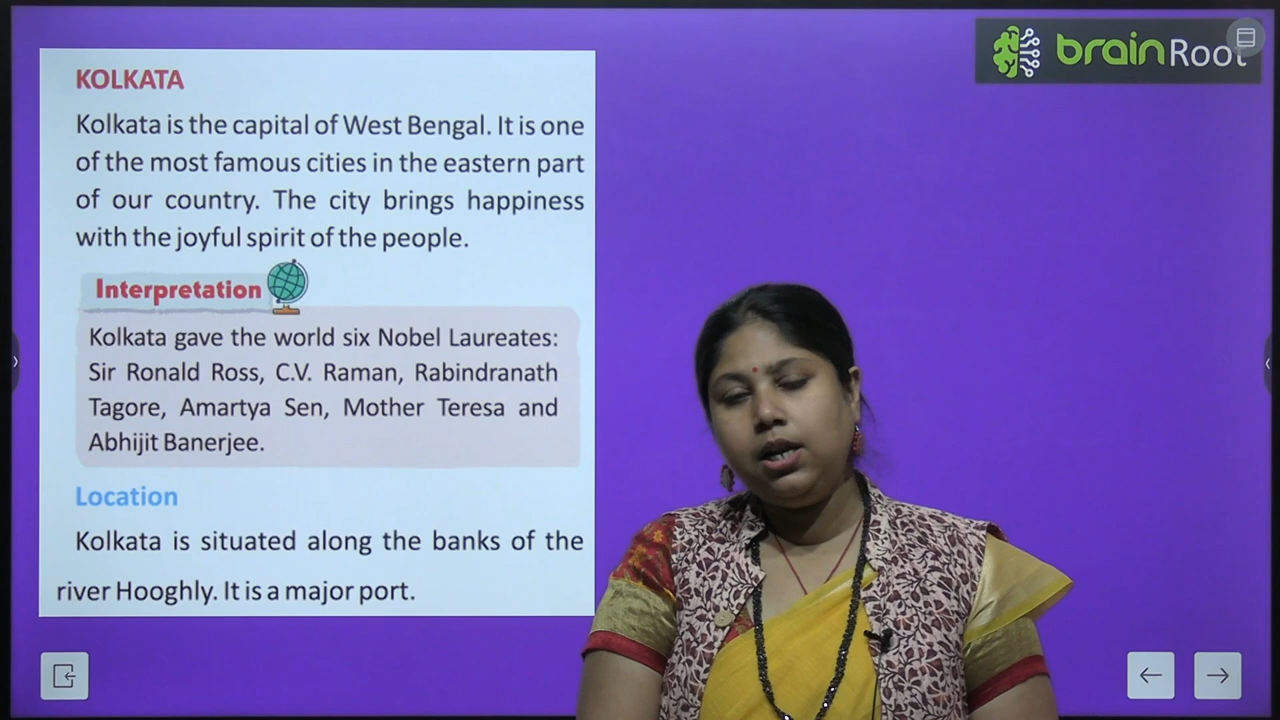 KOLKATA
Kolkata is the capital of West Bengal. It is one
of the most famous cities in the eastern part
of our country. The city brings happiness
with the joyful spirit of the people.
Interpretation
Kolkata gave the world six Nobel Laureates:
Sir Ronald Ross, C.V. Raman, Rabindranath
Tagore, Amartya Sen, Mother Teresa and
Abhijit Banerjee.
Location
Kolkata is situated along the banks of the
river Hooghly. It is a major port.
brainRoot